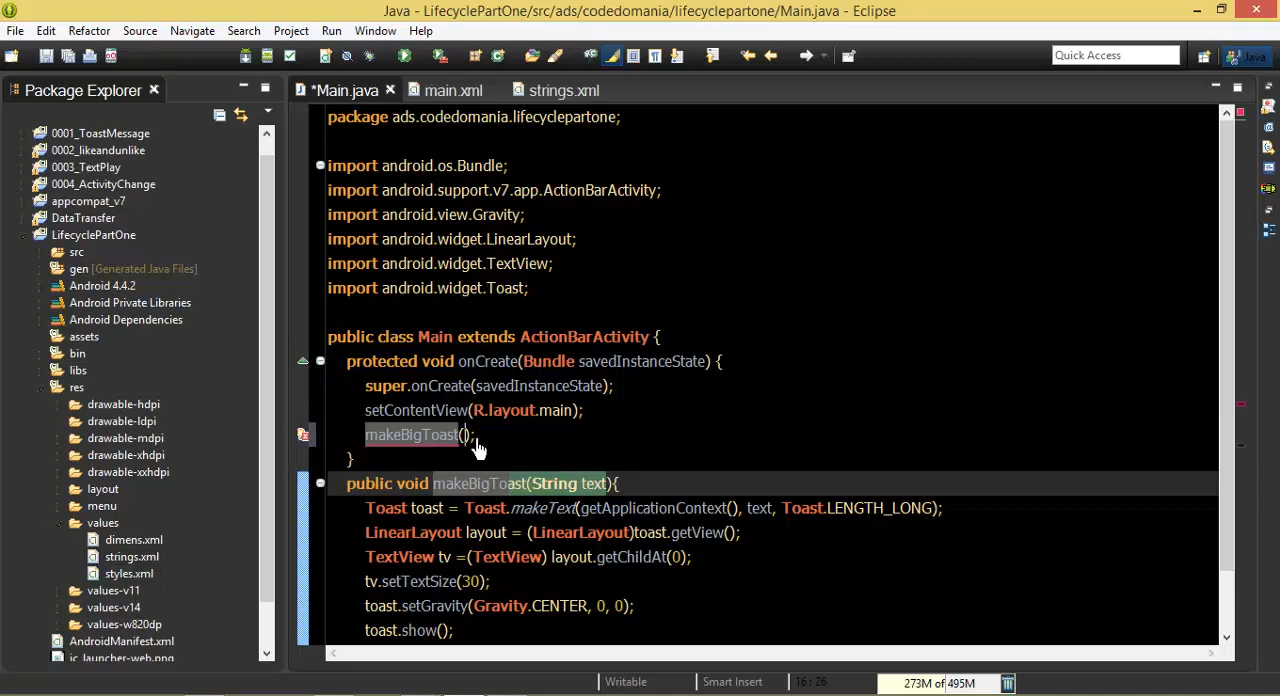 Java - LifecyclePartOne/src/ads/codedomania/lifecyclepartone/Main.java - Eclipse
File Edit Refactor Source Navigate Search Project Run Window Help
Quick Access
Java
Package Explorer
*Main.java
main.xml
strings.xml
0001_ToastMessage
0002_likeandunlike
0003_TextPlay
0004_ActivityChange
appcompat_v7
DataTransfer
LifecyclePartOne
src
gen [Generated Java Files]
Android 4.4.2
Android Private Libraries
Android Dependencies
assets
bin
libs
res
drawable-hdpi
drawable-ldpi
drawable-mdpi
drawable-xhdpi
drawable-xxhdpi
layout
menu
values
dimens.xml
strings.xml
styles.xml
values-v11
values-v14
values-w820dp
AndroidManifest.xml
ic_launcher-web.png
package ads.codedomania.lifecyclepartone;
import android.os.Bundle;
import android.support.v7.app.ActionBarActivity;
import android.view.Gravity;
import android.widget.LinearLayout;
import android.widget.TextView;
import android.widget.Toast;
public class Main extends ActionBarActivity {
protected void onCreate(Bundle savedInstanceState) {
super.onCreate(savedInstanceState);
setContentView(R.layout.main);
makeBigToast();
}
public void makeBigToast(String text){
Toast toast = Toast.makeText(getApplicationContext(), text, Toast.LENGTH_LONG);
LinearLayout layout = (LinearLayout)toast.getView();
TextView tv =(TextView) layout.getChildAt(0);
tv.setTextSize(30);
toast.setGravity(Gravity.CENTER, 0, 0);
toast.show();
Writable
Smart Insert
16 : 26
273M of 495M